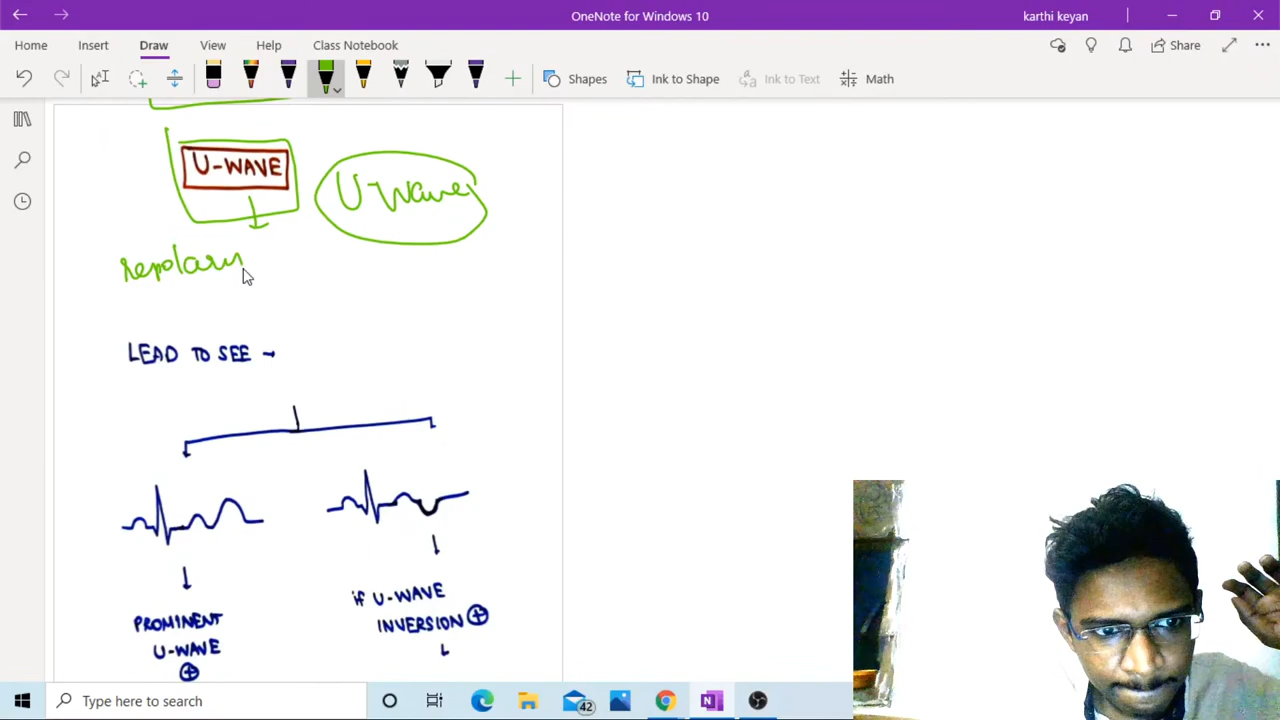 OneNote for Windows 10
karthi keyan
Home Insert Draw View Help Class Notebook
Share
Shapes Ink to Shape Ink to Text Math
U-WAVE
U-Wave
repolaris
LEAD TO SEE →
PROMINENT
U-WAVE
+
if U-WAVE
INVERSION +
Type here to search
42